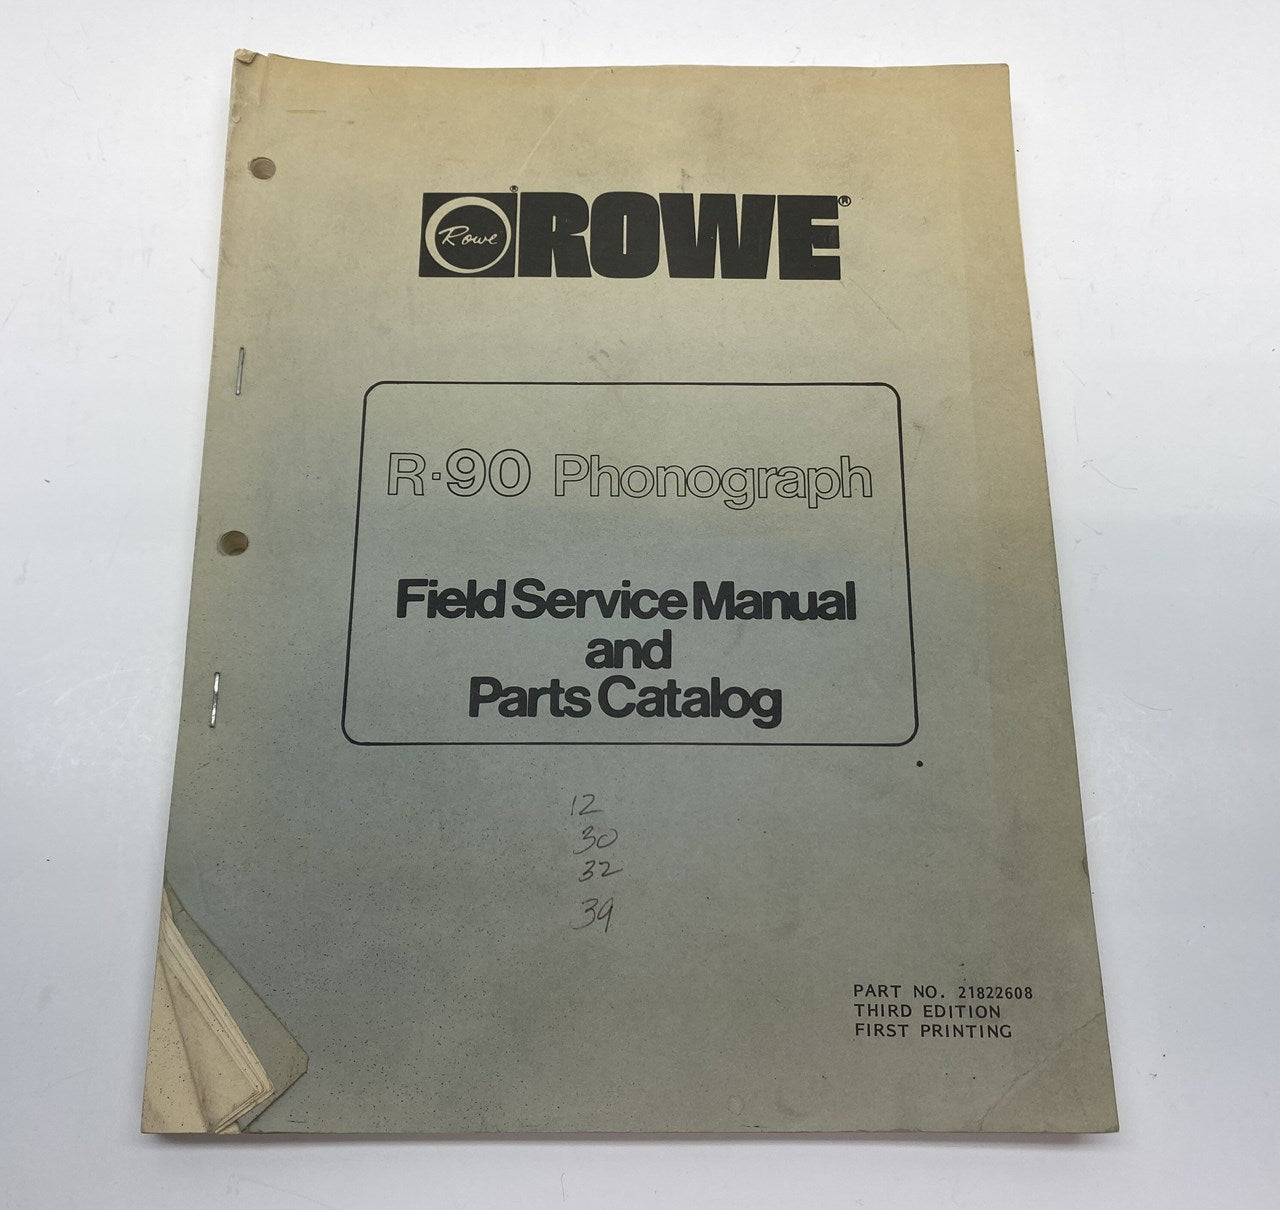 Rowe ® ROWE ®
R-90 Phonograph
Field Service Manual
and
Parts Catalog
12
30
32
39
PART NO. 21822608
THIRD EDITION
FIRST PRINTING